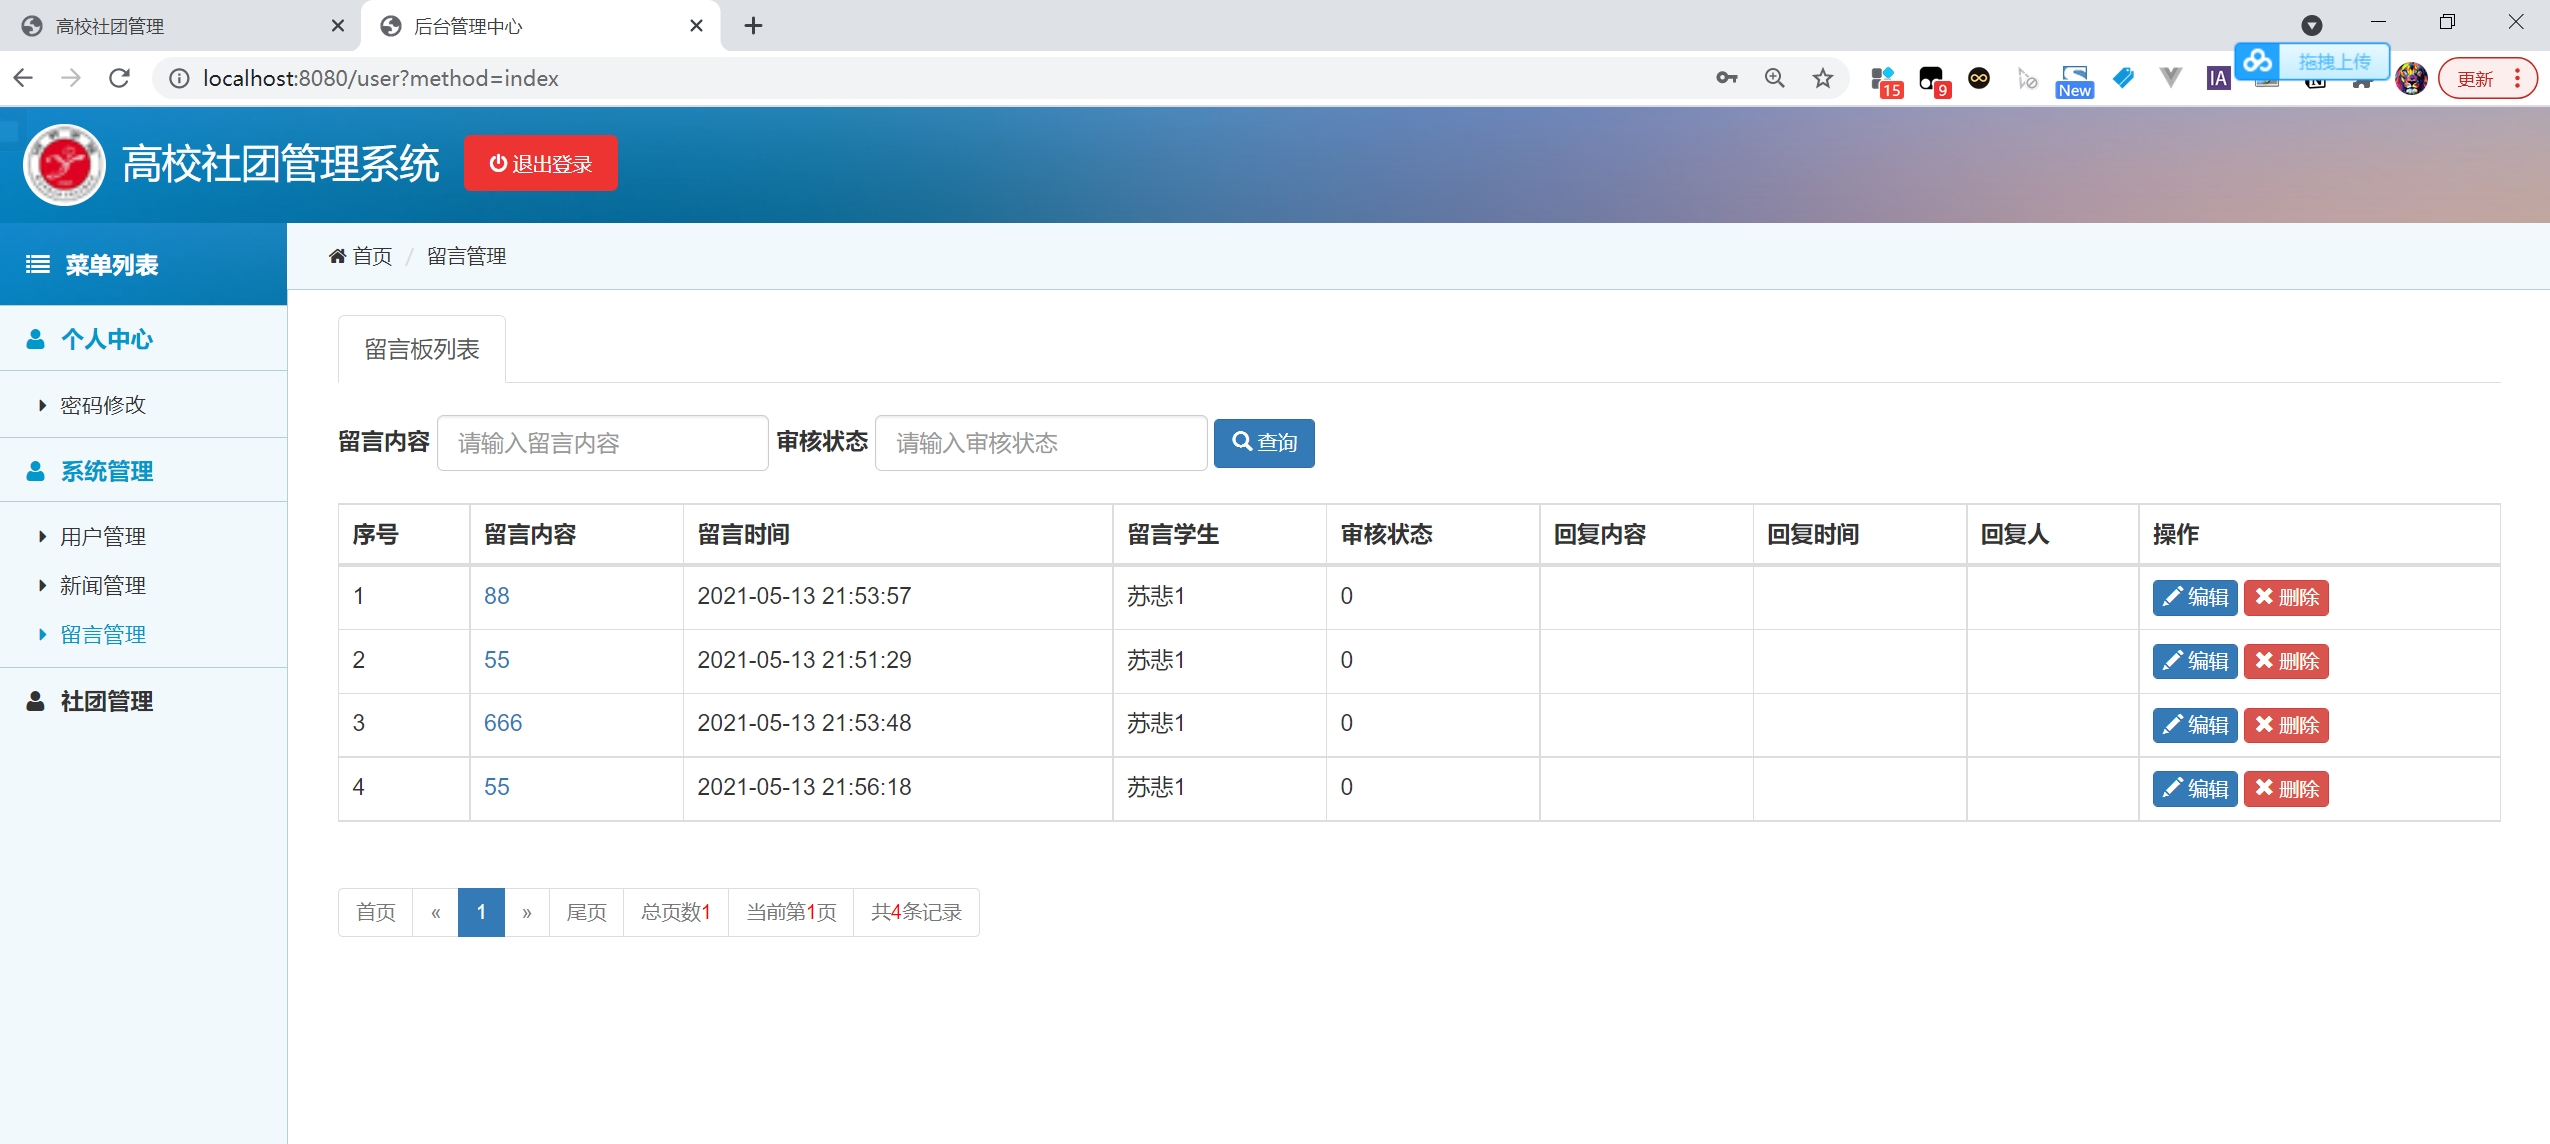 高校社团管理
后台管理中心
localhost:8080/user?method=index
15
9
New
IA
拖拽上传
更新
高校社团管理系统
退出登录
菜单列表
首页 / 留言管理
个人中心
密码修改
系统管理
用户管理
新闻管理
留言管理
社团管理
留言板列表
留言内容 请输入留言内容 审核状态 请输入审核状态 查询
序号 留言内容 留言时间 留言学生 审核状态 回复内容 回复时间 回复人 操作
1 88 2021-05-13 21:53:57 苏悲1 0 编辑 删除
2 55 2021-05-13 21:51:29 苏悲1 0 编辑 删除
3 666 2021-05-13 21:53:48 苏悲1 0 编辑 删除
4 55 2021-05-13 21:56:18 苏悲1 0 编辑 删除
首页 « 1 » 尾页 总页数1 当前第1页 共4条记录